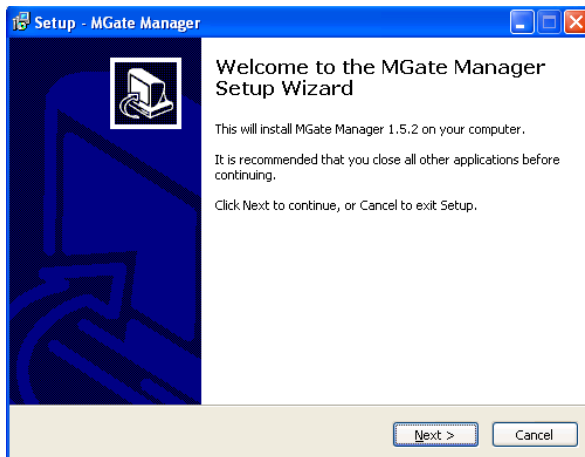 Setup - MGate Manager
Welcome to the MGate Manager
Setup Wizard
This will install MGate Manager 1.5.2 on your computer.
It is recommended that you close all other applications before
continuing.
Click Next to continue, or Cancel to exit Setup.
Next >
Cancel